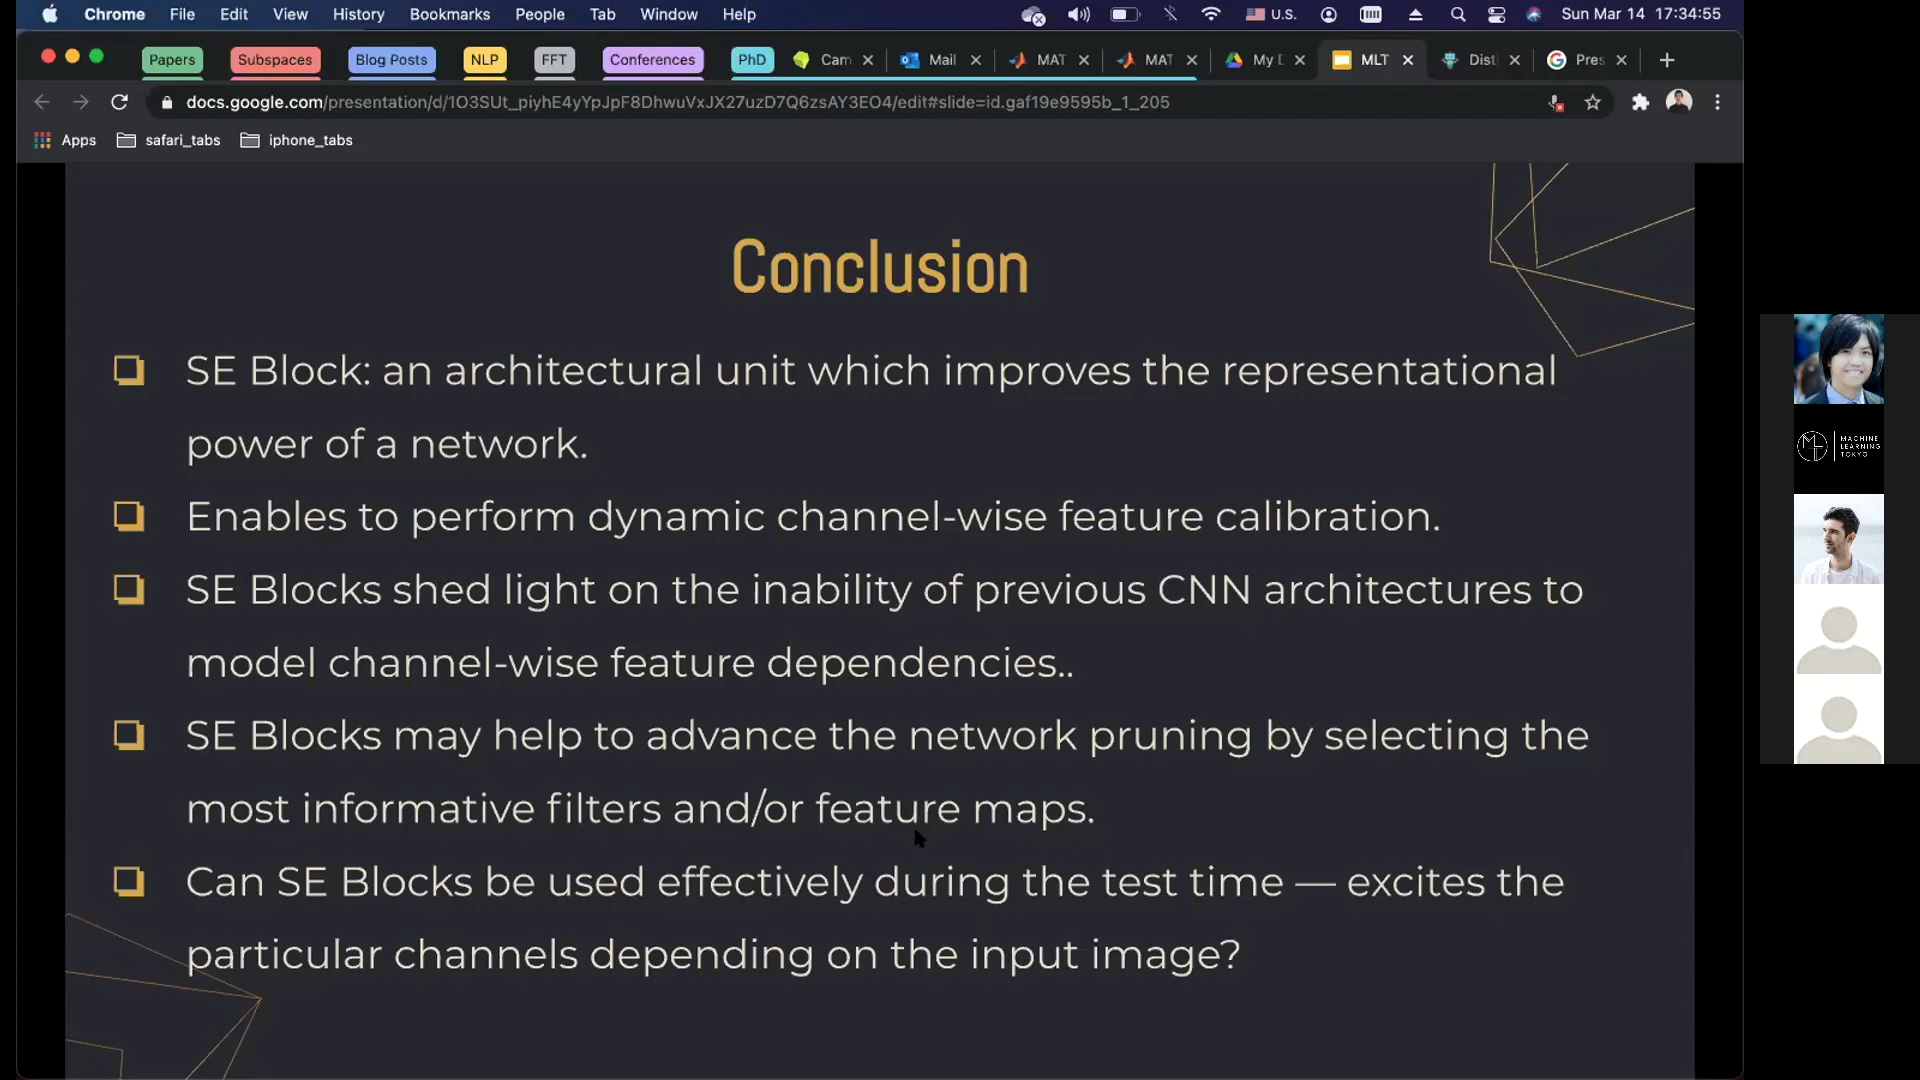 Chrome File Edit View History Bookmarks People Tab Window Help U.S. Sun Mar 14 17:34:55
Papers Subspaces Blog Posts NLP FFT Conferences PhD Cam Mail MAT MAT My D MLT Dist Pres
docs.google.com/presentation/d/1O3SUt_piyhE4yYpJpF8DhwuVxJX27uzD7Q6zsAY3EO4/edit#slide=id.gaf19e9595b_1_205
Apps safari_tabs iphone_tabs
Conclusion
SE Block: an architectural unit which improves the representational
power of a network.
Enables to perform dynamic channel-wise feature calibration.
SE Blocks shed light on the inability of previous CNN architectures to
model channel-wise feature dependencies..
SE Blocks may help to advance the network pruning by selecting the
most informative filters and/or feature maps.
Can SE Blocks be used effectively during the test time — excites the
particular channels depending on the input image?
MACHINE
LEARNING
TOKYO